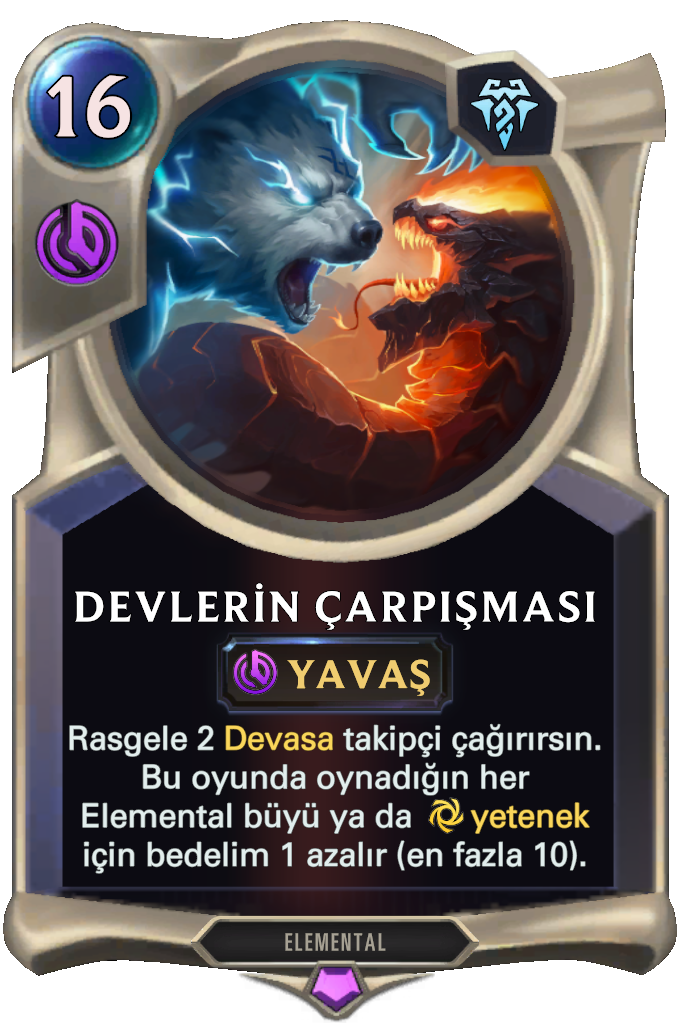 16
DEVLERİN ÇARPIŞMASI
YAVAŞ
Rasgele 2 Devasa takipçi çağırırsın.
Bu oyunda oynadığın her
Elemental büyü ya da yetenek
için bedelim 1 azalır (en fazla 10).
ELEMENTAL